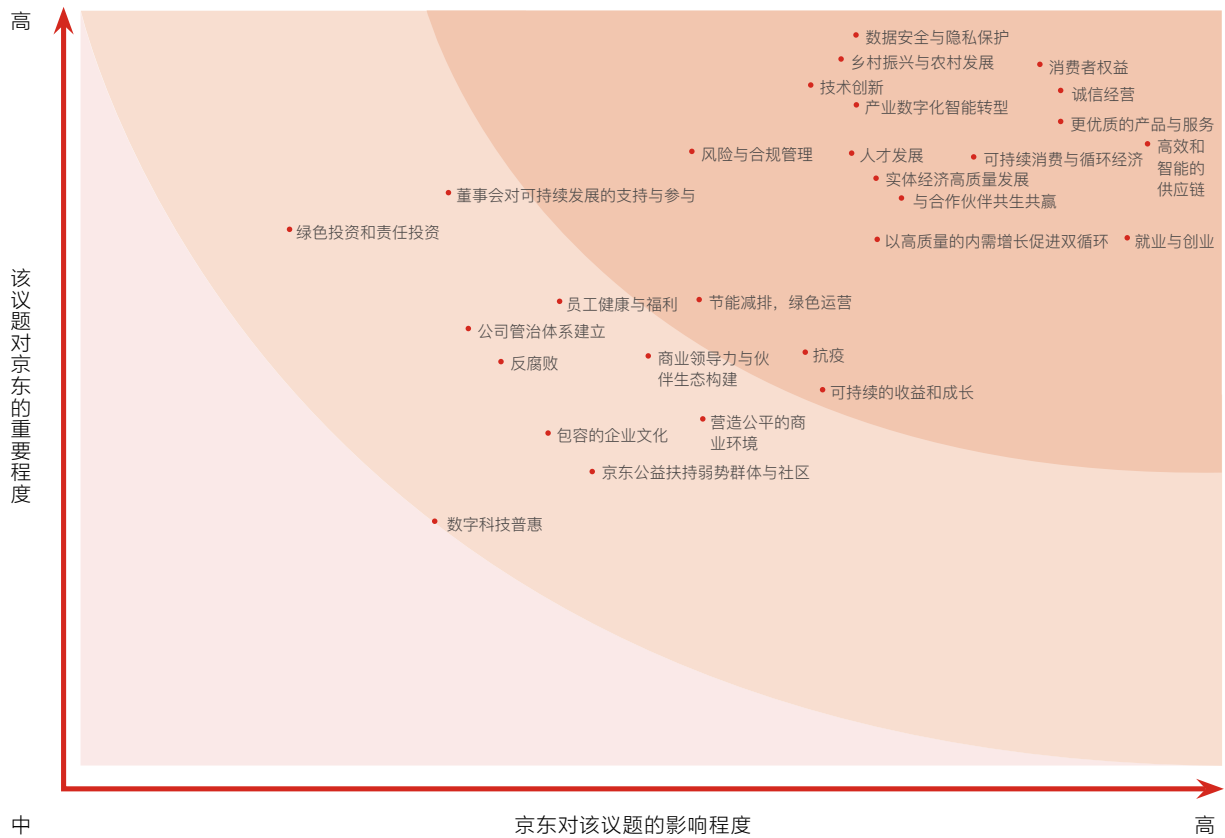 高
数据安全与隐私保护
乡村振兴与农村发展
消费者权益
技术创新
诚信经营
产业数字化智能转型
更优质的产品与服务
高效和
智能的
供应链
风险与合规管理
人才发展
可持续消费与循环经济
实体经济高质量发展
董事会对可持续发展的支持与参与
与合作伙伴共生共赢
绿色投资和责任投资
以高质量的内需增长促进双循环
就业与创业
员工健康与福利
节能减排，绿色运营
公司管治体系建立
反腐败
商业领导力与伙
伴生态构建
抗疫
可持续的收益和成长
营造公平的商
业环境
包容的企业文化
京东公益扶持弱势群体与社区
数字科技普惠
该议题对京东的重要程度
中
京东对该议题的影响程度
高